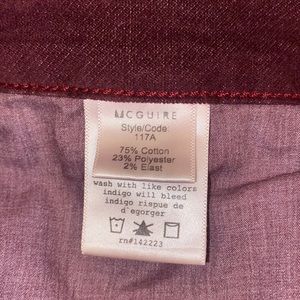 MCGUIRE
Style/Code:
117A
75% Cotton
23% Polyester
2% Elast
wash with like colors
indigo will bleed
indigo rispue de
d egorger
rn#142223